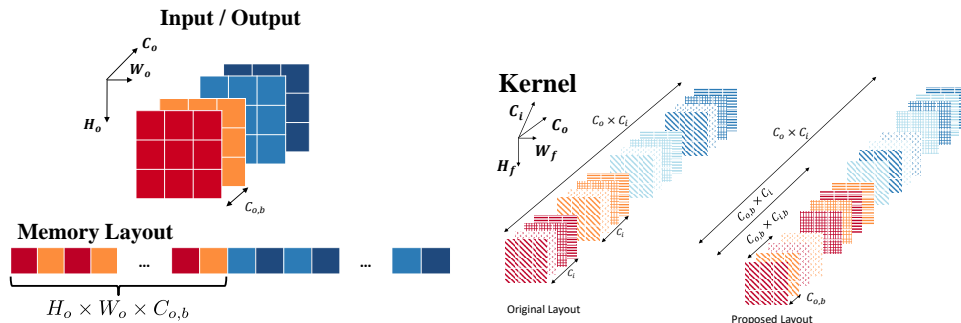 Input / Output
C_o
W_o
H_o
C_{o,b}
Memory Layout
...
...
H_o × W_o × C_{o,b}
Kernel
C_i
C_o
W_f
H_f
C_o × C_i
C_i
C_i
Original Layout
C_o × C_i
C_{o,b} × C_i
C_{o,b} × C_{i,b}
C_{o,b}
Proposed Layout